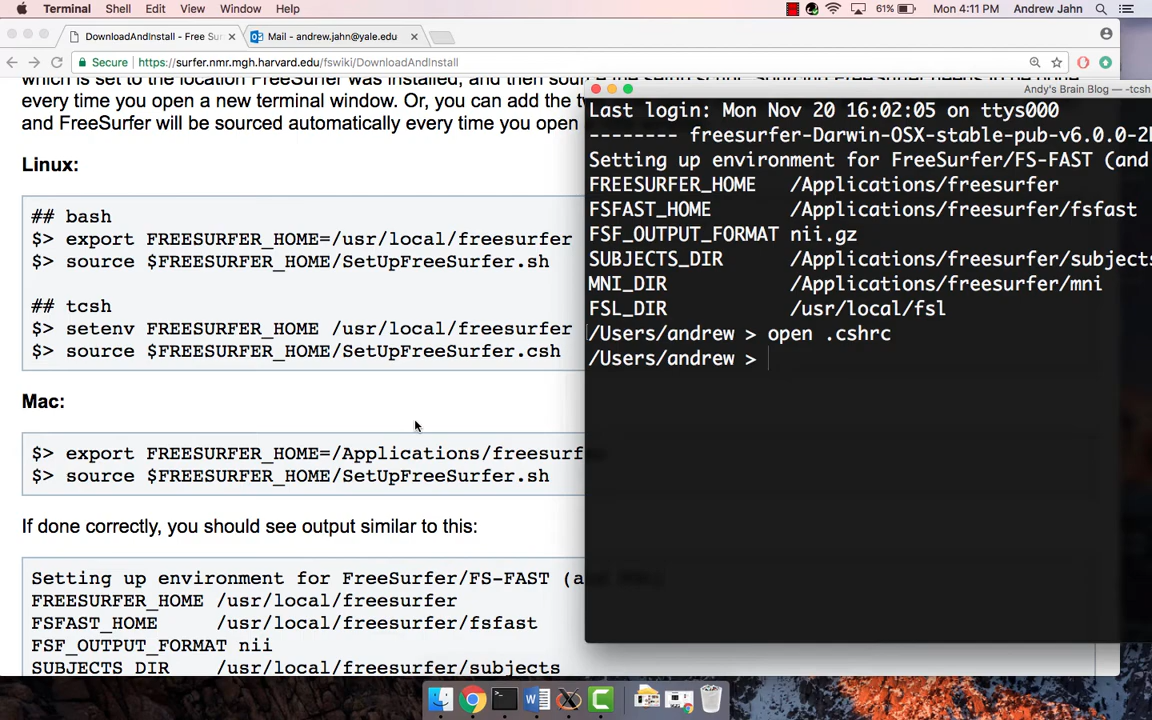 Terminal Shell Edit View Window Help 61% Mon 4:11 PM Andrew Jahn
DownloadAndInstall - Free Sur Mail - andrew.jahn@yale.edu
Secure https://surfer.nmr.mgh.harvard.edu/fswiki/DownloadAndInstall
every time you open a new terminal window. Or, you can add the tw
and FreeSurfer will be sourced automatically every time you open
Linux:
## bash
$> export FREESURFER_HOME=/usr/local/freesurfer
$> source $FREESURFER_HOME/SetUpFreeSurfer.sh
## tcsh
$> setenv FREESURFER_HOME /usr/local/freesurfer
$> source $FREESURFER_HOME/SetUpFreeSurfer.csh
Mac:
$> export FREESURFER_HOME=/Applications/freesurfer
$> source $FREESURFER_HOME/SetUpFreeSurfer.sh
If done correctly, you should see output similar to this:
Setting up environment for FreeSurfer/FS-FAST (a
FREESURFER_HOME /usr/local/freesurfer
FSFAST_HOME /usr/local/freesurfer/fsfast
FSF_OUTPUT_FORMAT nii
SUBJECTS_DIR /usr/local/freesurfer/subjects
Andy's Brain Blog — -tcsh
Last login: Mon Nov 20 16:02:05 on ttys000
-------- freesurfer-Darwin-OSX-stable-pub-v6.0.0-2
Setting up environment for FreeSurfer/FS-FAST (and
FREESURFER_HOME /Applications/freesurfer
FSFAST_HOME /Applications/freesurfer/fsfast
FSF_OUTPUT_FORMAT nii.gz
SUBJECTS_DIR /Applications/freesurfer/subjects
MNI_DIR /Applications/freesurfer/mni
FSL_DIR /usr/local/fsl
/Users/andrew > open .cshrc
/Users/andrew >